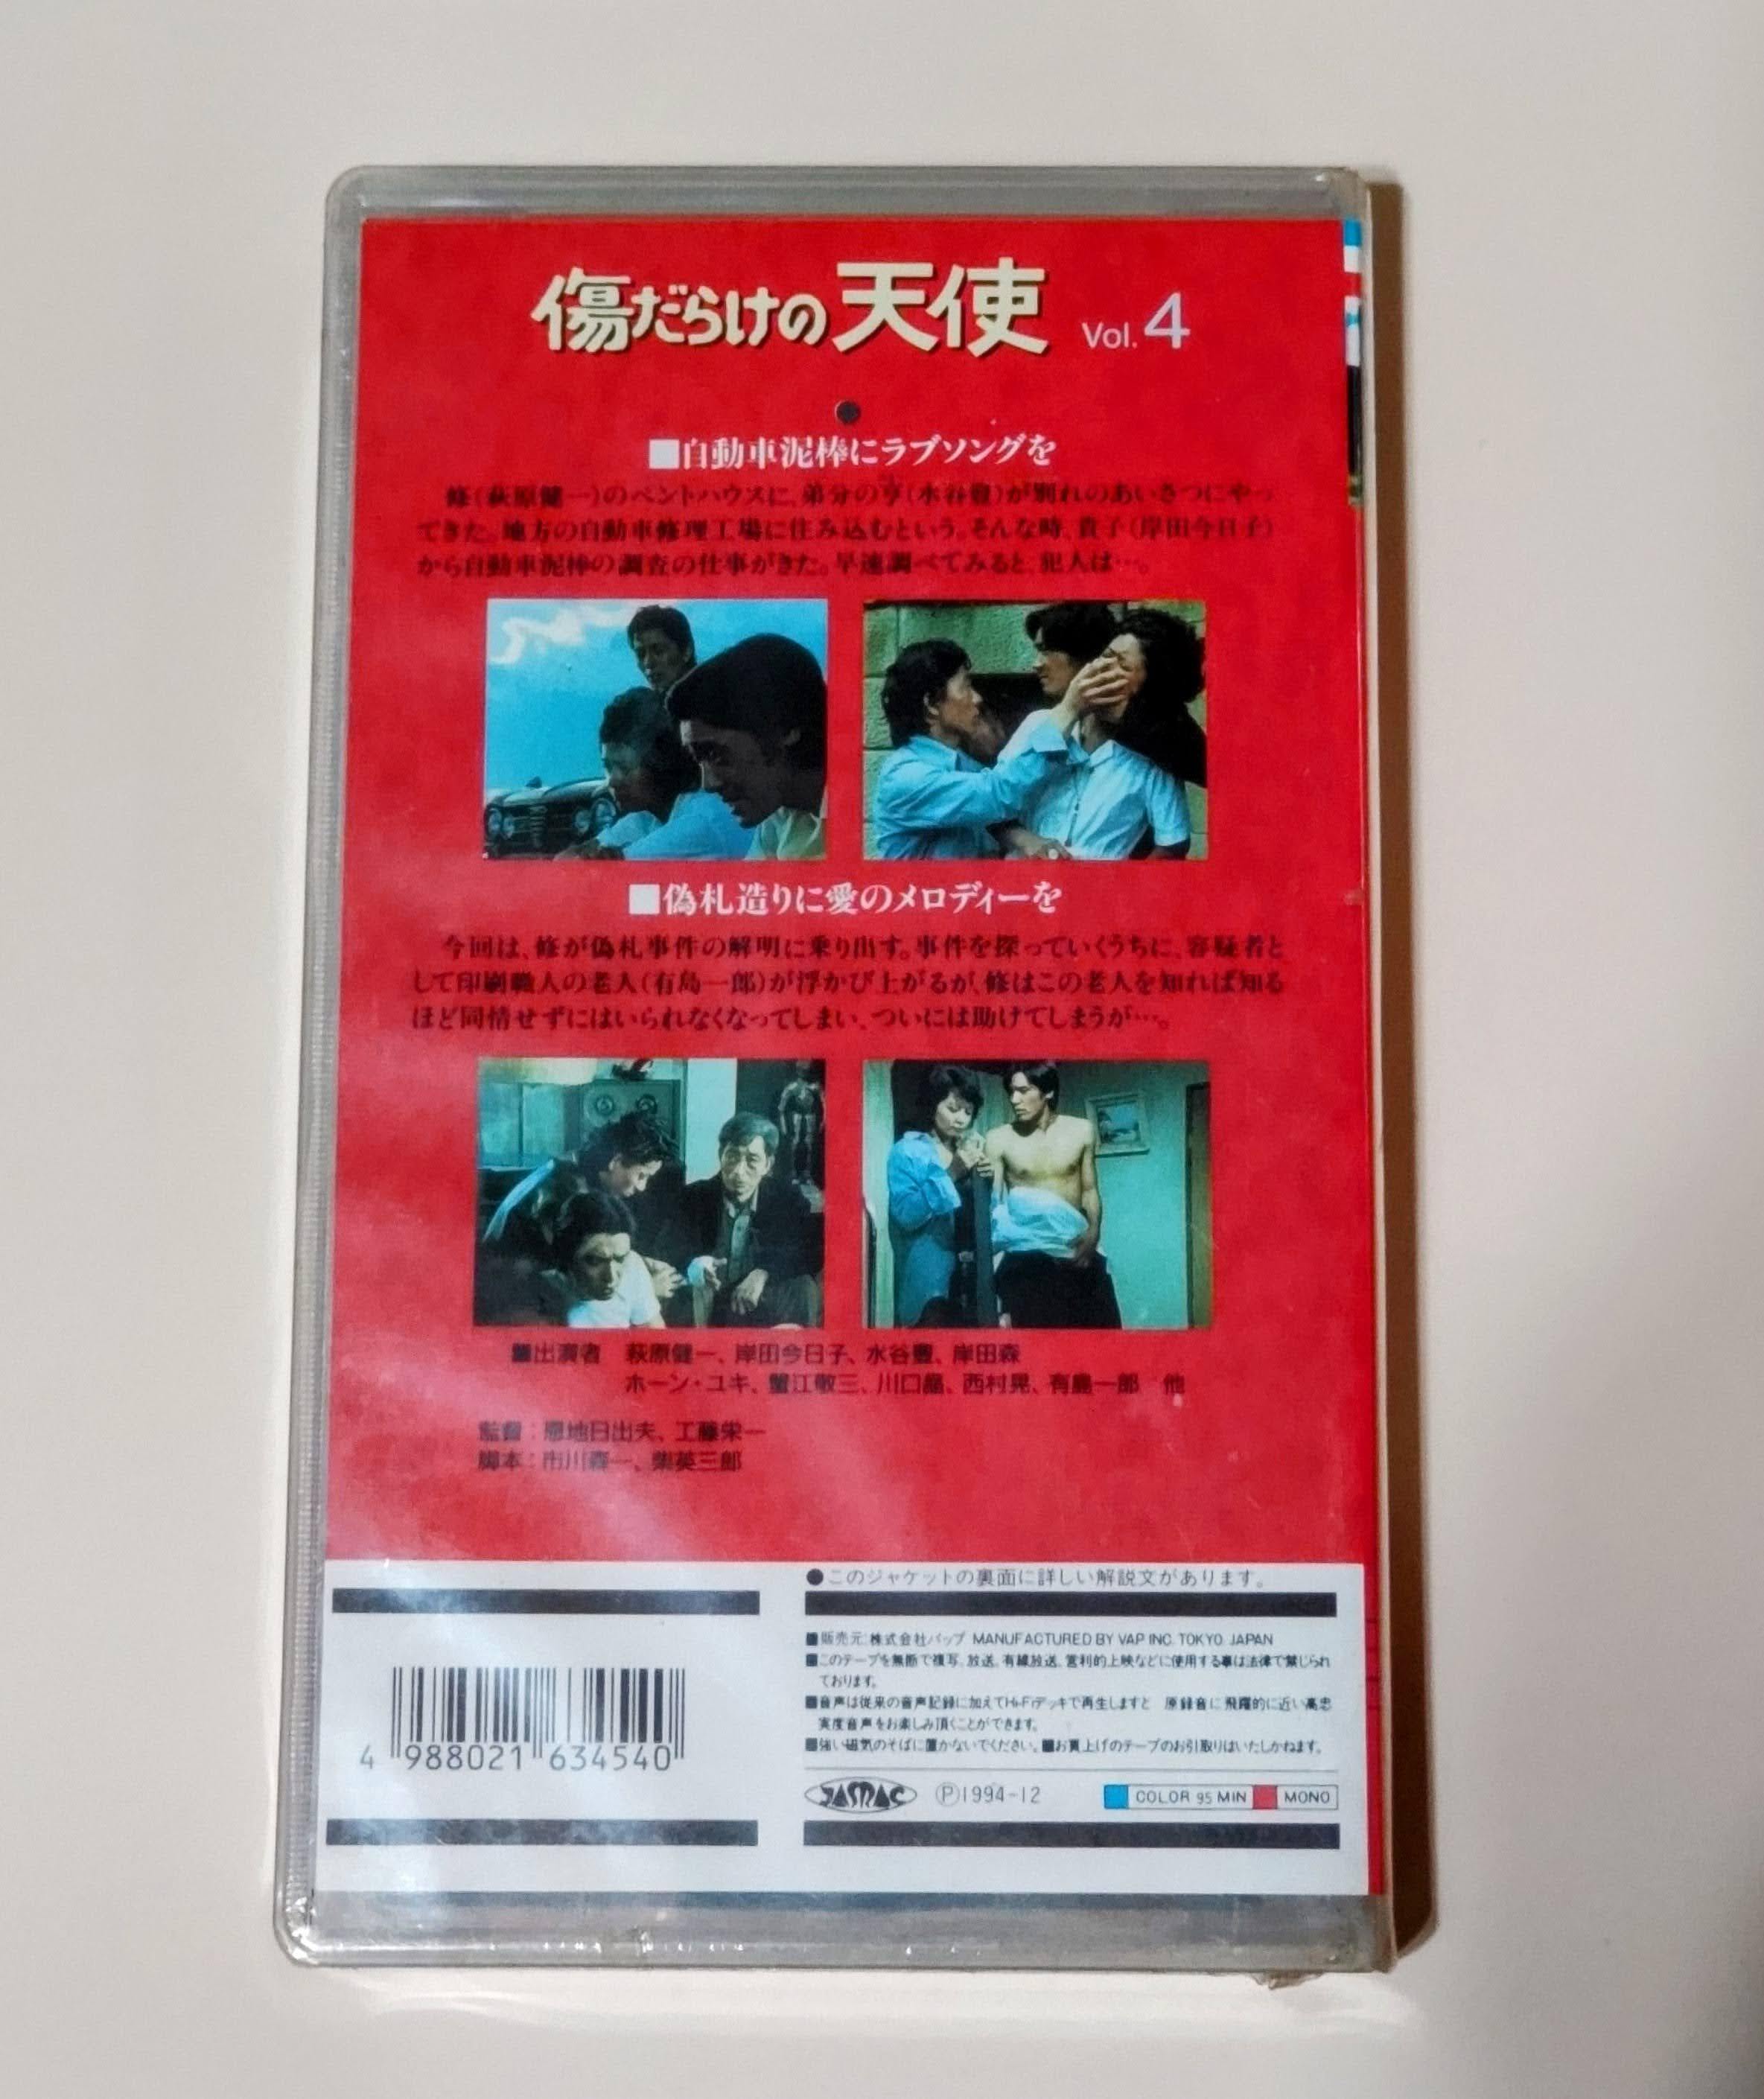 傷だらけの天使 Vol.4
■自動車泥棒にラブソングを
修(萩原健一)のペントハウスに、弟分の亨(水谷豊)が別れのあいさつにやっ
てきた。地方の自動車修理工場に住み込むという。そんな時、貴子(岸田今日子)
から自動車泥棒の調査の仕事がきた。早速調べてみると、犯人は…。
■偽札造りに愛のメロディーを
今回は、修が偽札事件の解明に乗り出す。事件を探っていくうちに、容疑者と
して印刷職人の老人(有島一郎)が浮かび上がるが、修はこの老人を知れば知る
ほど同情せずにはいられなくなってしまい、ついには助けてしまうが…。
■出演者 萩原健一、岸田今日子、水谷豊、岸田森
ホーン・ユキ、蟹江敬三、川口晶、西村晃、有島一郎 他
監督:恩地日出夫、工藤栄一
脚本:市川森一、柴英三郎
●このジャケットの裏面に詳しい解説文があります。
■販売元:株式会社バップ MANUFACTURED BY VAP INC. TOKYO. JAPAN
■このテープを無断で複写、放送、有線放送、営利的上映などに使用する事は法律で禁じられ
ております。
■音声は従来の音声記録に加えてHi-Fiデッキで再生しますと 原録音に飛躍的に近い高忠
実度音声をお楽しみ頂くことができます。
■強い磁気のそばに置かないでください。■お買上げのテープのお引取りはいたしかねます。
4 988021 634540
JASMAC Ⓟ1994-12 COLOR 95 MIN MONO